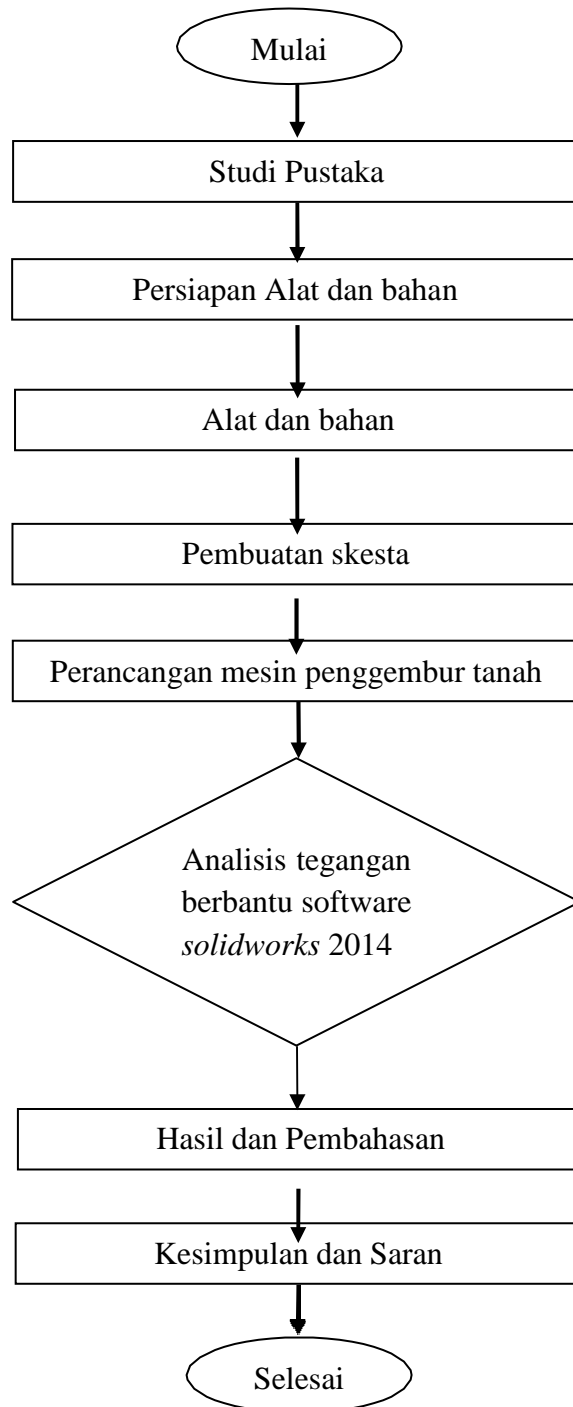 Mulai
Studi Pustaka
Persiapan Alat dan bahan
Alat dan bahan
Pembuatan skesta
Perancangan mesin penggembur tanah
Analisis tegangan
berbantu software
solidworks 2014
Hasil dan Pembahasan
Kesimpulan dan Saran
Selesai